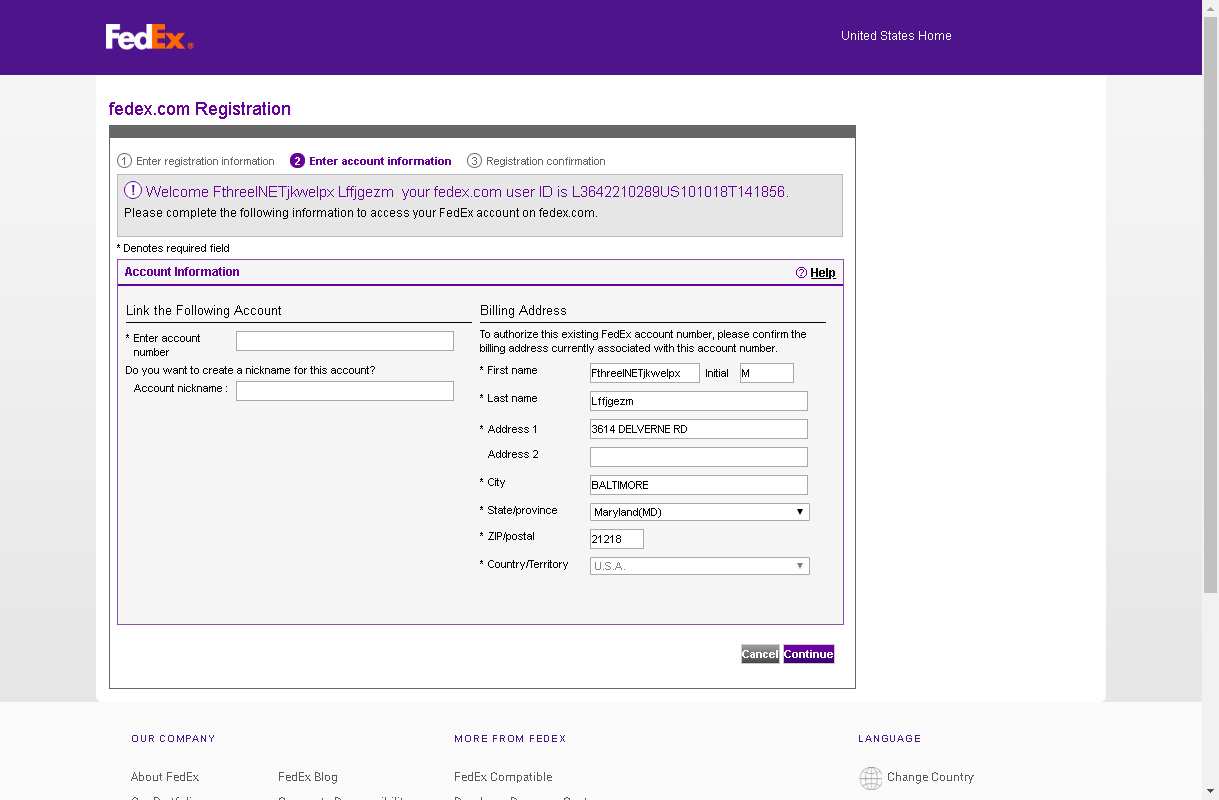 FedEx®
United States Home
fedex.com Registration
1 Enter registration information 2 Enter account information 3 Registration confirmation
! Welcome FthreeINETjkwelpx Lffjgezm your fedex.com user ID is L3642210289US101018T141856.
Please complete the following information to access your FedEx account on fedex.com.
* Denotes required field
Account Information
? Help
Link the Following Account
* Enter account
number
Do you want to create a nickname for this account?
Account nickname :
Billing Address
To authorize this existing FedEx account number, please confirm the
billing address currently associated with this account number.
* First name FthreeINETjkwelpx Initial M
* Last name Lffjgezm
* Address 1 3614 DELVERNE RD
Address 2
* City BALTIMORE
* State/province Maryland(MD)
* ZIP/postal 21218
* Country/Territory U.S.A.
Cancel Continue
OUR COMPANY
MORE FROM FEDEX
LANGUAGE
About FedEx
FedEx Blog
FedEx Compatible
Change Country